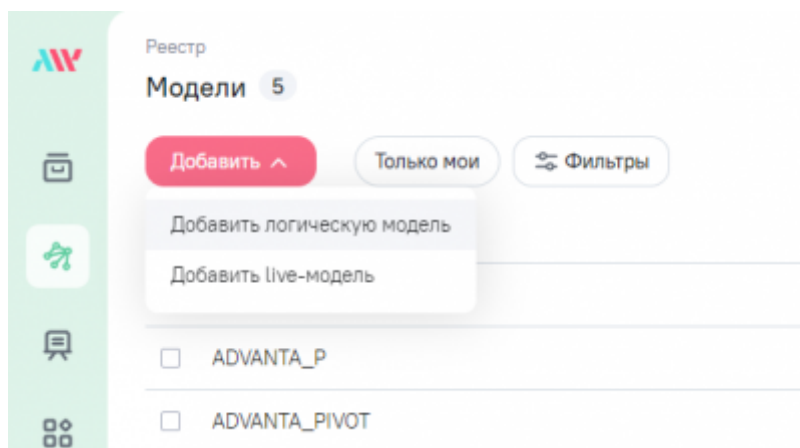 AW
Реестр
Модели 5
Добавить Только мои Фильтры
Добавить логическую модель
Добавить live-модель
ADVANTA_P
ADVANTA_PIVOT